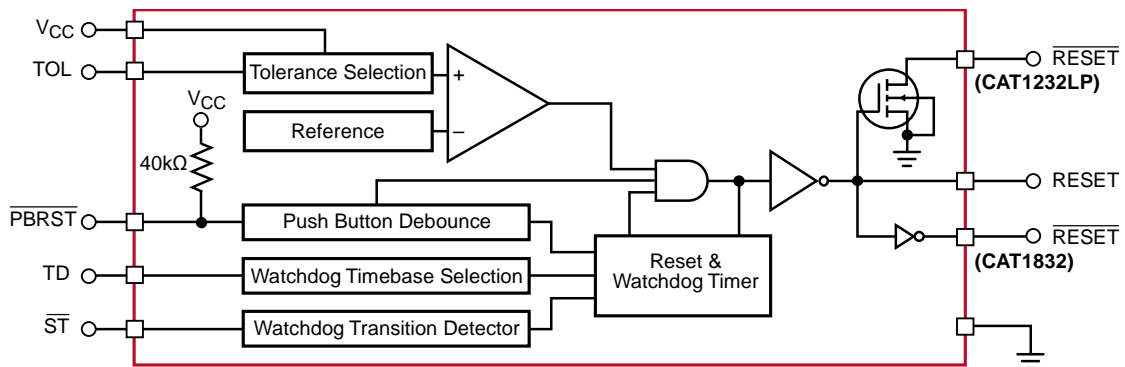 VCC
TOL
Tolerance Selection
+
VCC
Reference
−
40kΩ
PBRST
Push Button Debounce
TD
Watchdog Timebase Selection
ST
Watchdog Transition Detector
Reset &
Watchdog Timer
RESET
(CAT1232LP)
RESET
RESET
(CAT1832)